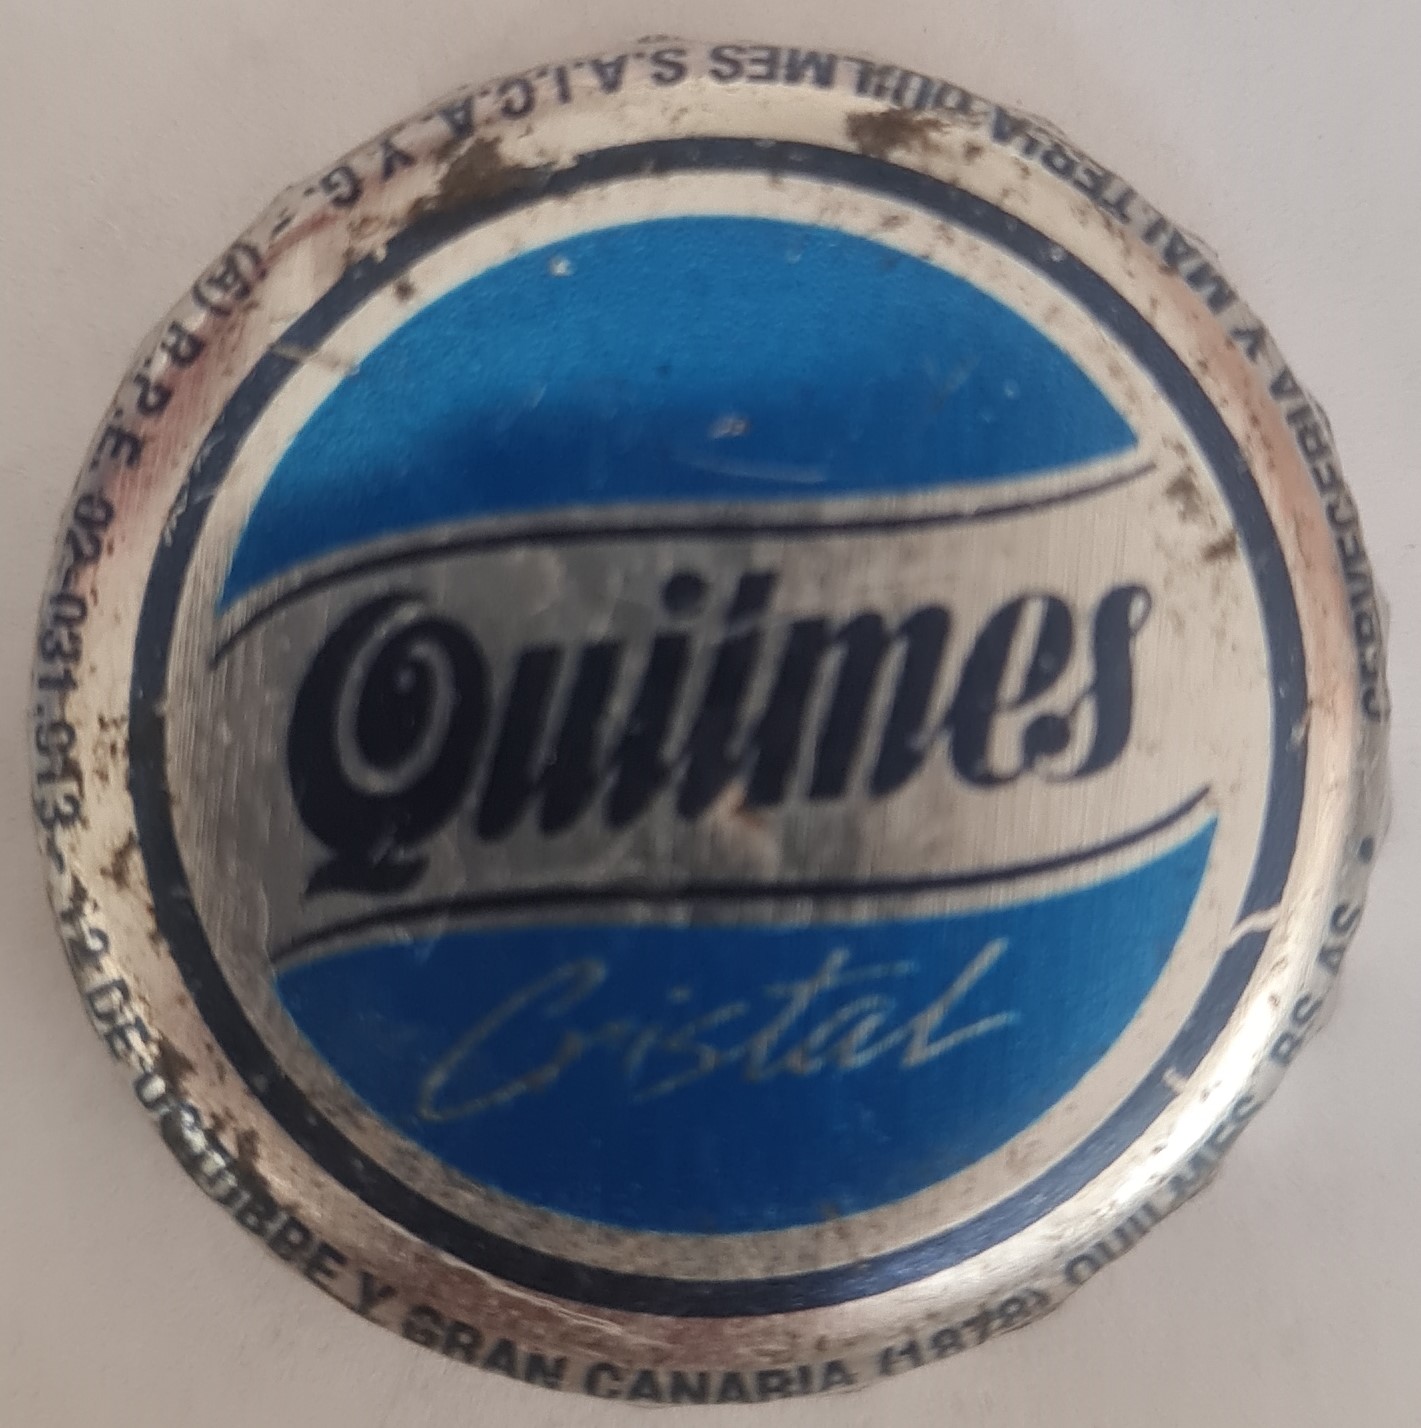 Quilmes
Cristal
CERVECERIA Y MALTERIA QUILMES S.A.I.C.A. Y G. - (A) R.P.E. 02-031.913 - 12 DE OCTUBRE Y GRAN CANARIA (1878) QUILMES, BS.AS. •